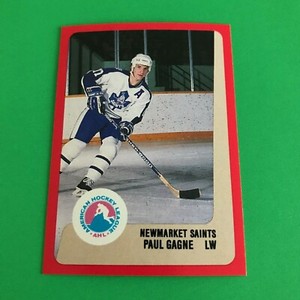 A
AMERICAN HOCKEY LEAGUE
AHL
NEWMARKET SAINTS
PAUL GAGNE LW